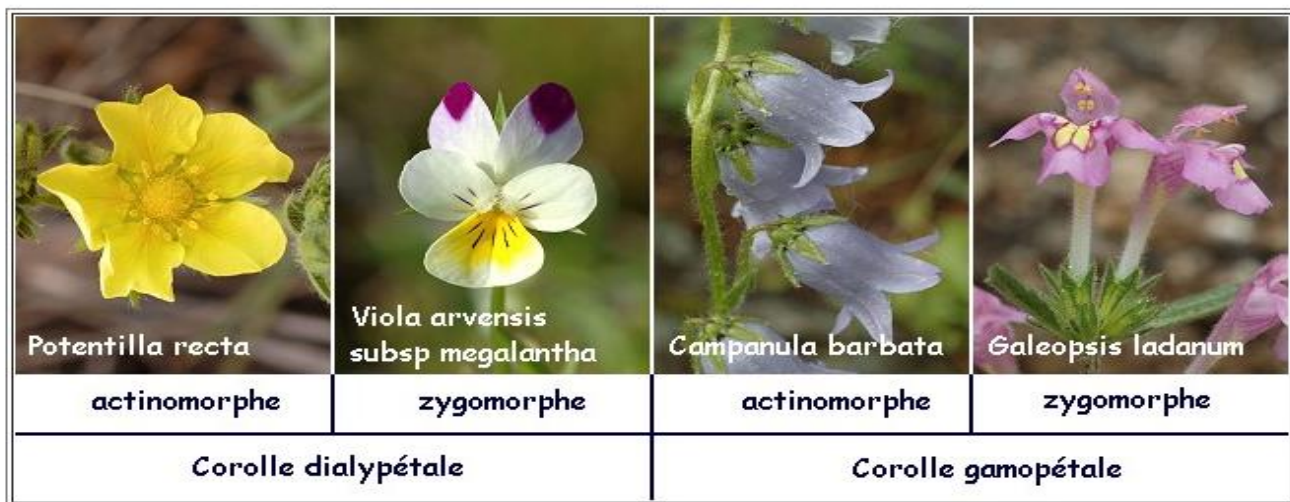 Potentilla recta
Viola arvensis
subsp megalantha
Campanula barbata
Galeopsis ladanum
actinomorphe
zygomorphe
actinomorphe
zygomorphe
Corolle dialypétale
Corolle gamopétale